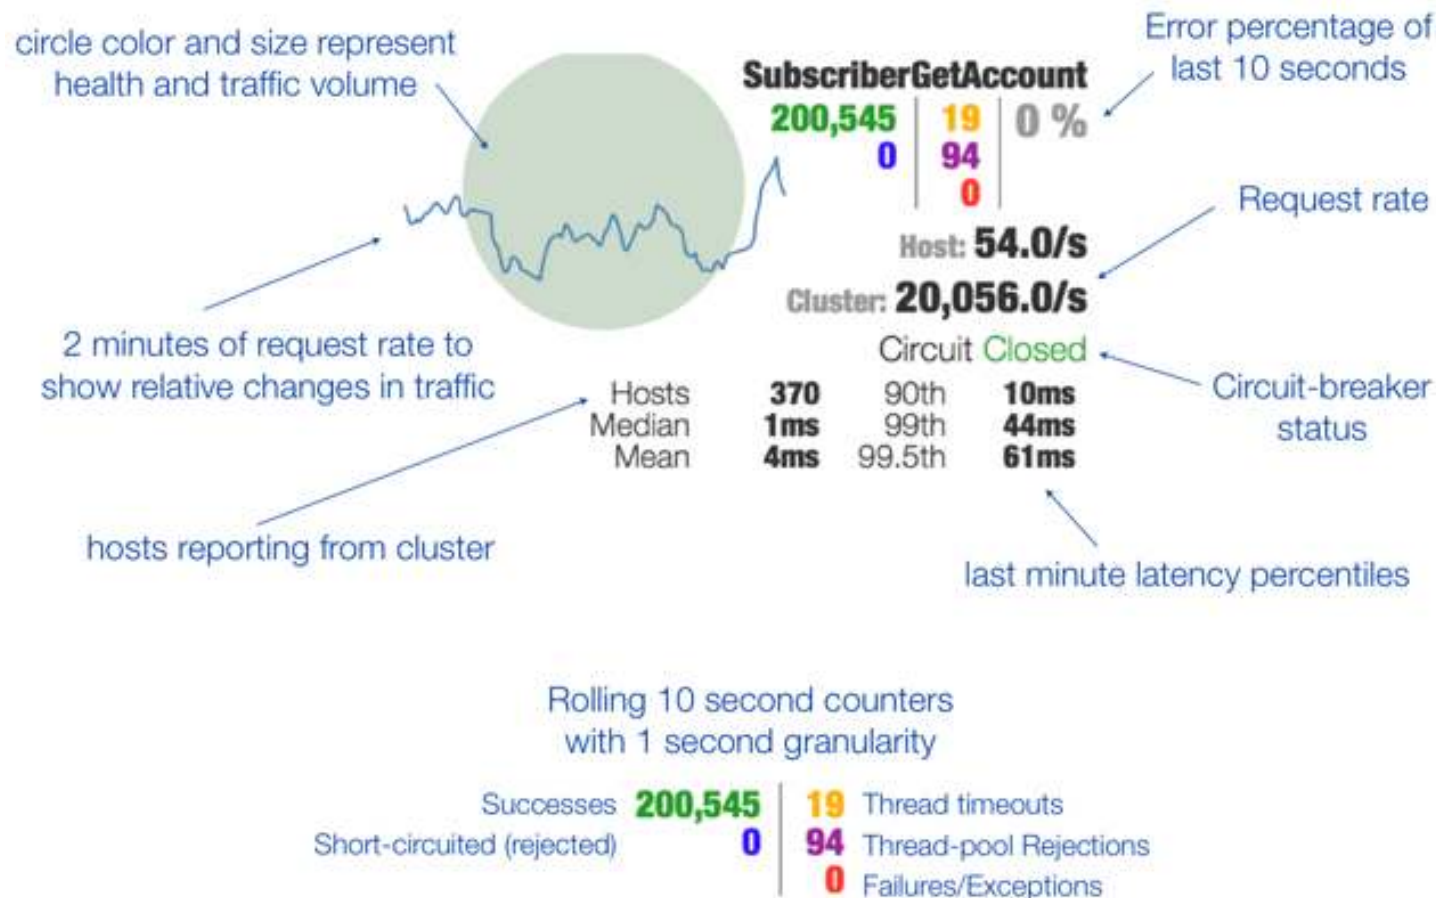 circle color and size represent
health and traffic volume
Error percentage of
last 10 seconds
SubscriberGetAccount
200,545 19 0 %
0 94
0
Request rate
Host: 54.0/s
Cluster: 20,056.0/s
2 minutes of request rate to
show relative changes in traffic
Circuit Closed
Circuit-breaker
status
Hosts 370 90th 10ms
Median 1ms 99th 44ms
Mean 4ms 99.5th 61ms
hosts reporting from cluster
last minute latency percentiles
Rolling 10 second counters
with 1 second granularity
Successes 200,545 19 Thread timeouts
Short-circuited (rejected) 0 94 Thread-pool Rejections
0 Failures/Exceptions